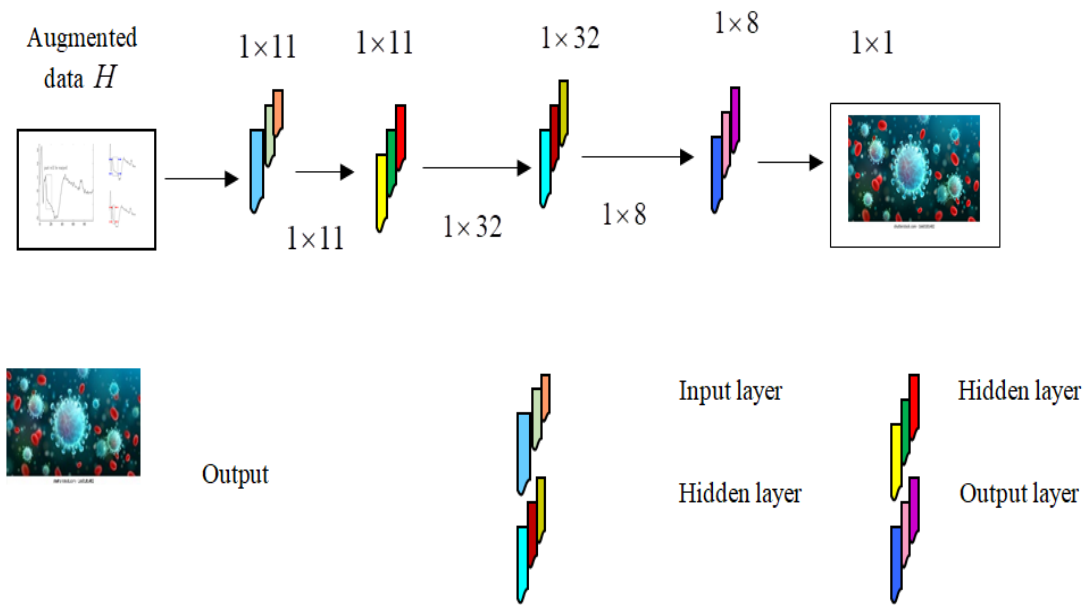 Augmented
data H
1×11
1×11
1×32
1×8
1×1
1×11
1×32
1×8
Input layer
Hidden layer
Output
Hidden layer
Output layer